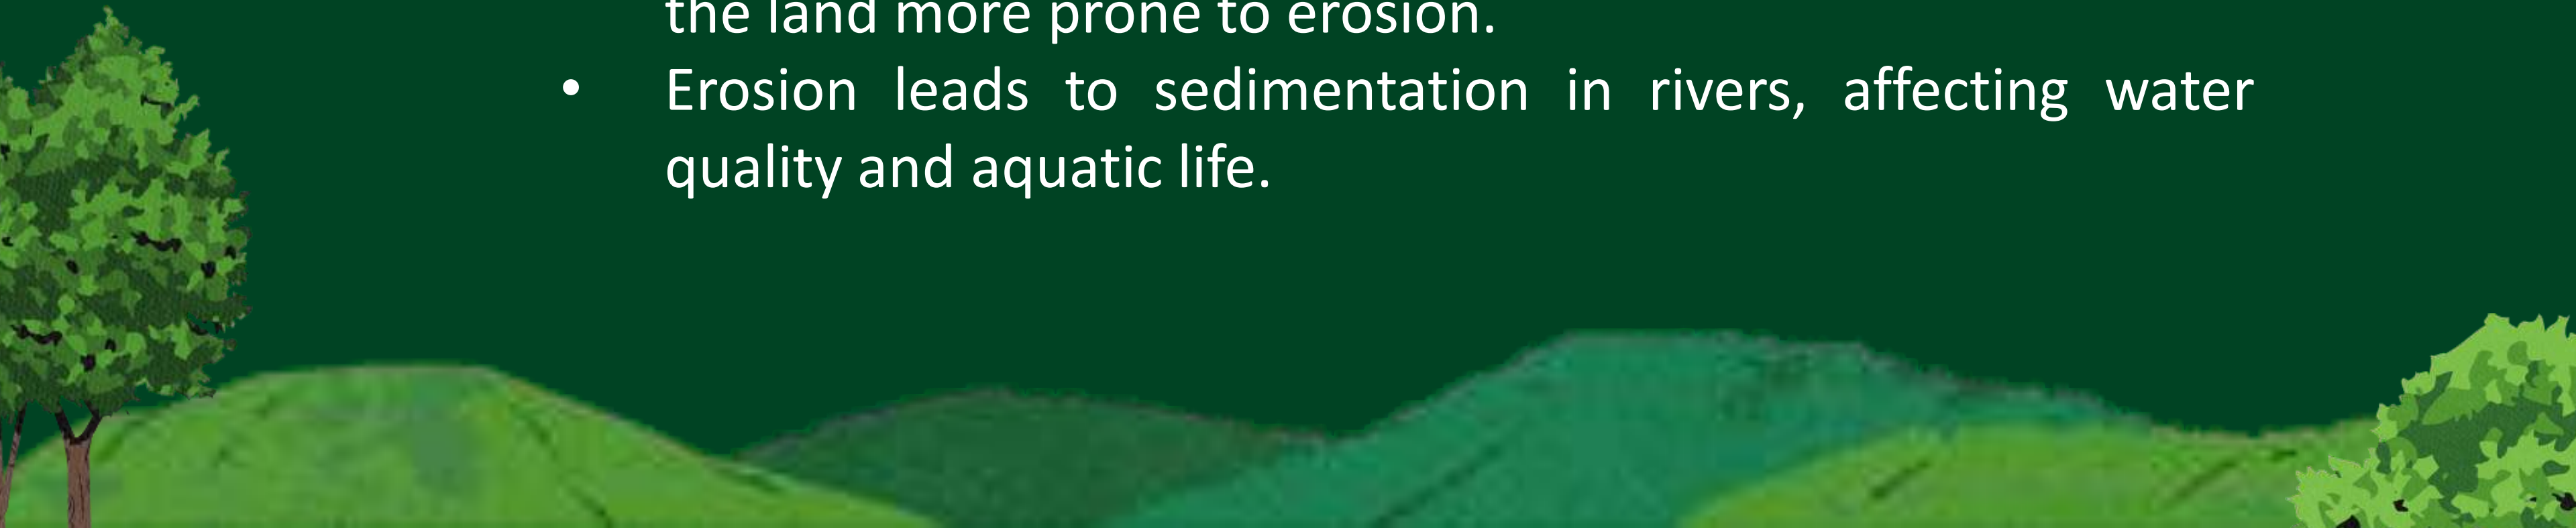 the land more prone to erosion.
• Erosion leads to sedimentation in rivers, affecting water
quality and aquatic life.